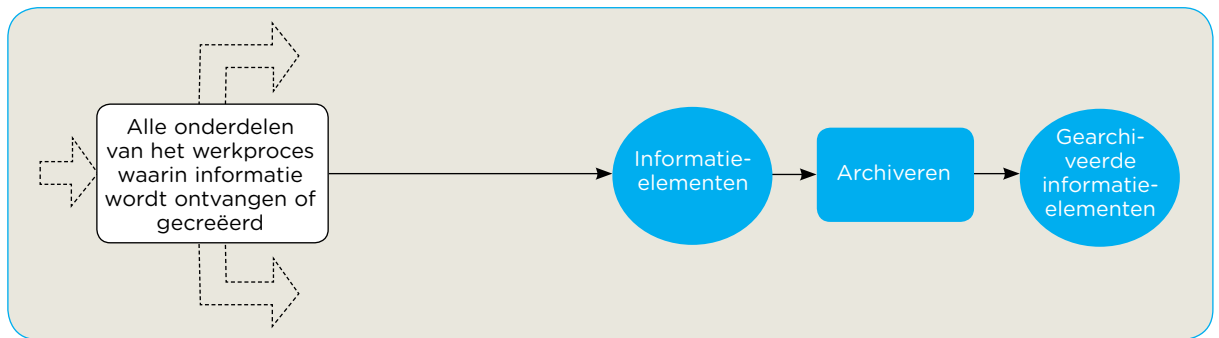 Alle onderdelen
van het werkproces
waarin informatie
wordt ontvangen of
gecreëerd
Informatie-
elementen
Archiveren
Gearchi-
veerde
informatie-
elementen